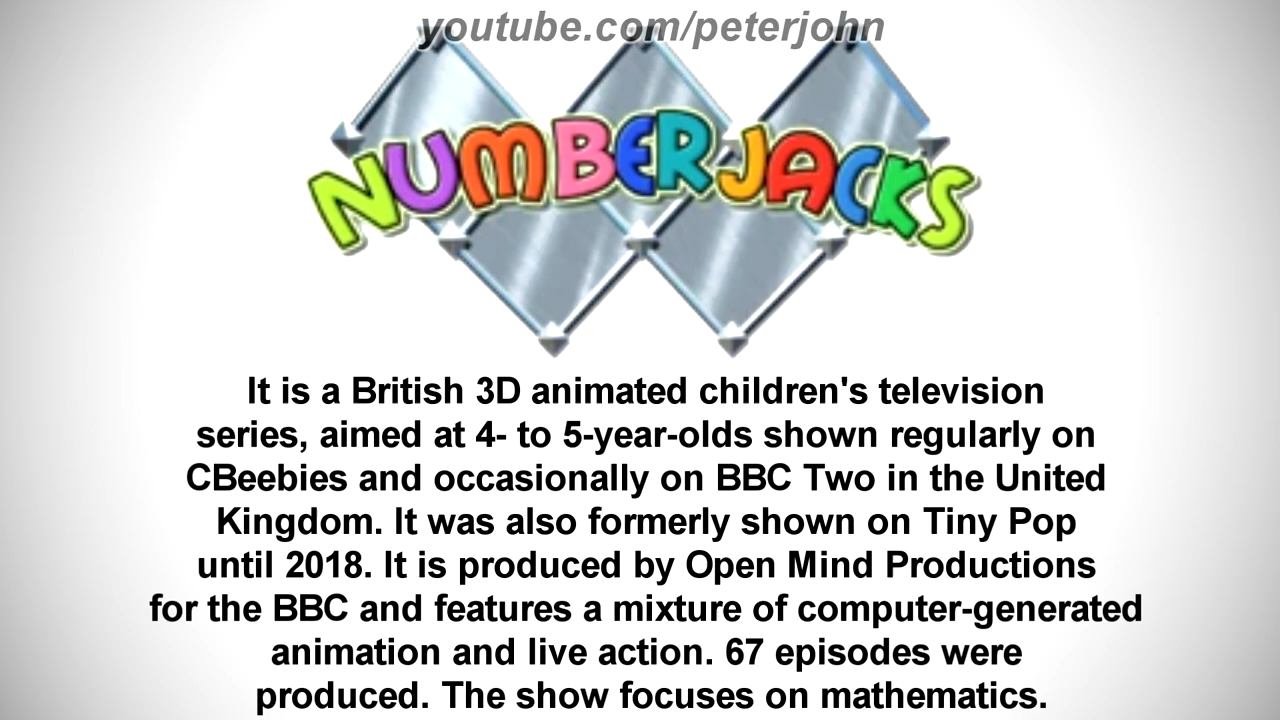 youtube.com/peterjohn
NUMBERJACKS
It is a British 3D animated children's television
series, aimed at 4- to 5-year-olds shown regularly on
CBeebies and occasionally on BBC Two in the United
Kingdom. It was also formerly shown on Tiny Pop
until 2018. It is produced by Open Mind Productions
for the BBC and features a mixture of computer-generated
animation and live action. 67 episodes were
produced. The show focuses on mathematics.